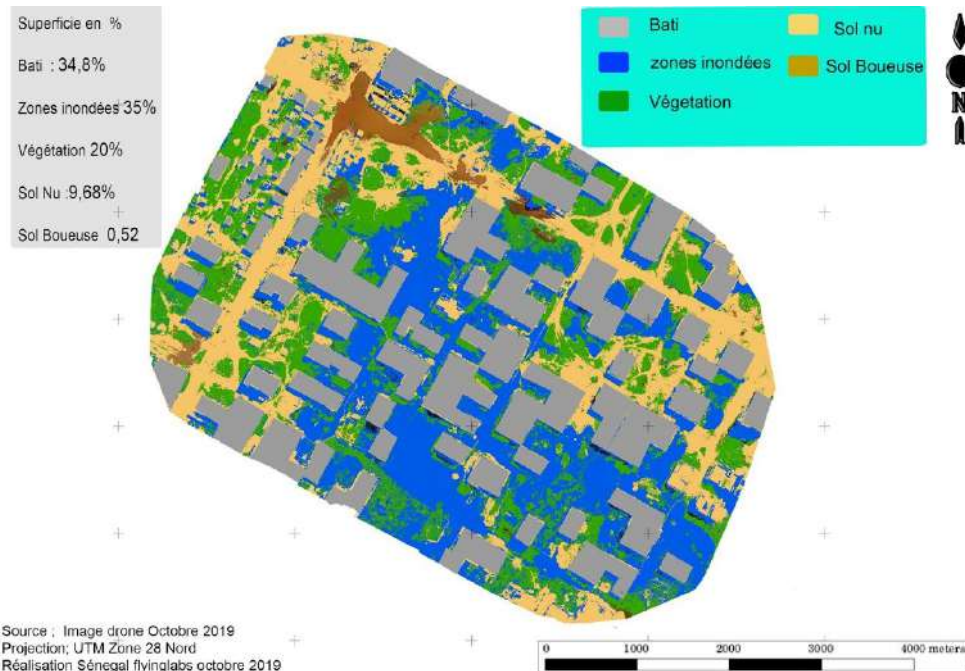 Superficie en %
Bati : 34,8%
Zones inondées 35%
Végétation 20%
Sol Nu :9,68%
Sol Boueuse 0,52
Bati
zones inondées
Végetation
Sol nu
Sol Boueuse
N
Source ; Image drone Octobre 2019
Projection; UTM Zone 28 Nord
Réalisation Sénegal flyinglabs octobre 2019
0 1000 2000 3000 4000 meters